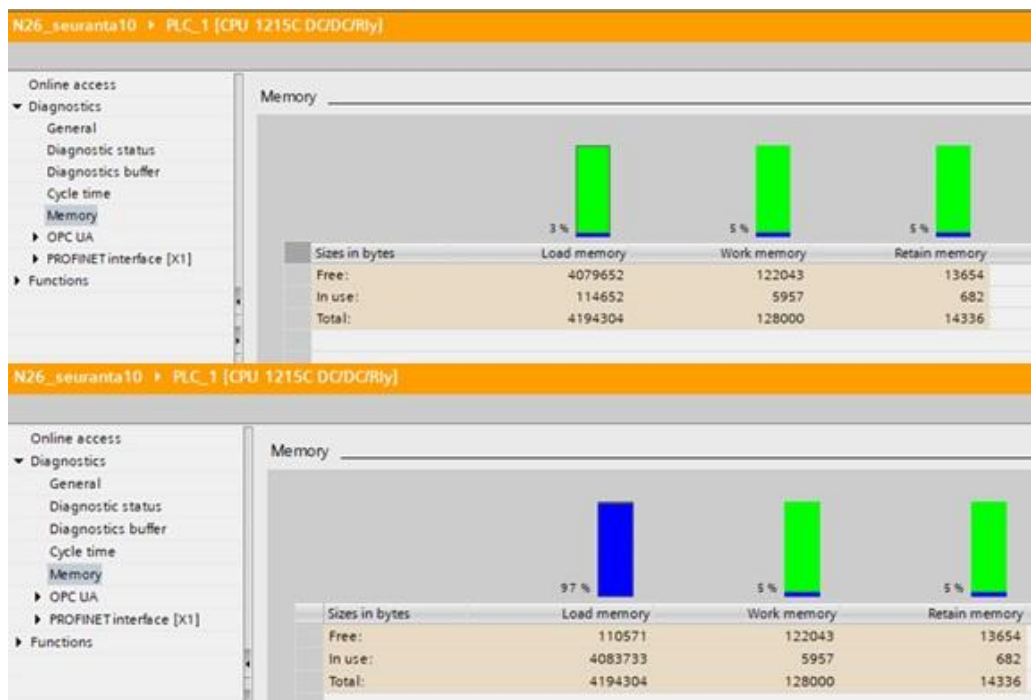 N26_seuranta10 ▸ PLC_1 [CPU 1215C DC/DC/Rly]
Online access
Diagnostics
General
Diagnostic status
Diagnostics buffer
Cycle time
Memory
OPC UA
PROFINET interface [X1]
Functions
Memory
3 % 5 % 5 %
Sizes in bytes Load memory Work memory Retain memory
Free: 4079652 122043 13654
In use: 114652 5957 682
Total: 4194304 128000 14336
N26_seuranta10 ▸ PLC_1 [CPU 1215C DC/DC/Rly]
Online access
Diagnostics
General
Diagnostic status
Diagnostics buffer
Cycle time
Memory
OPC UA
PROFINET interface [X1]
Functions
Memory
97 % 5 % 5 %
Sizes in bytes Load memory Work memory Retain memory
Free: 110571 122043 13654
In use: 4083733 5957 682
Total: 4194304 128000 14336